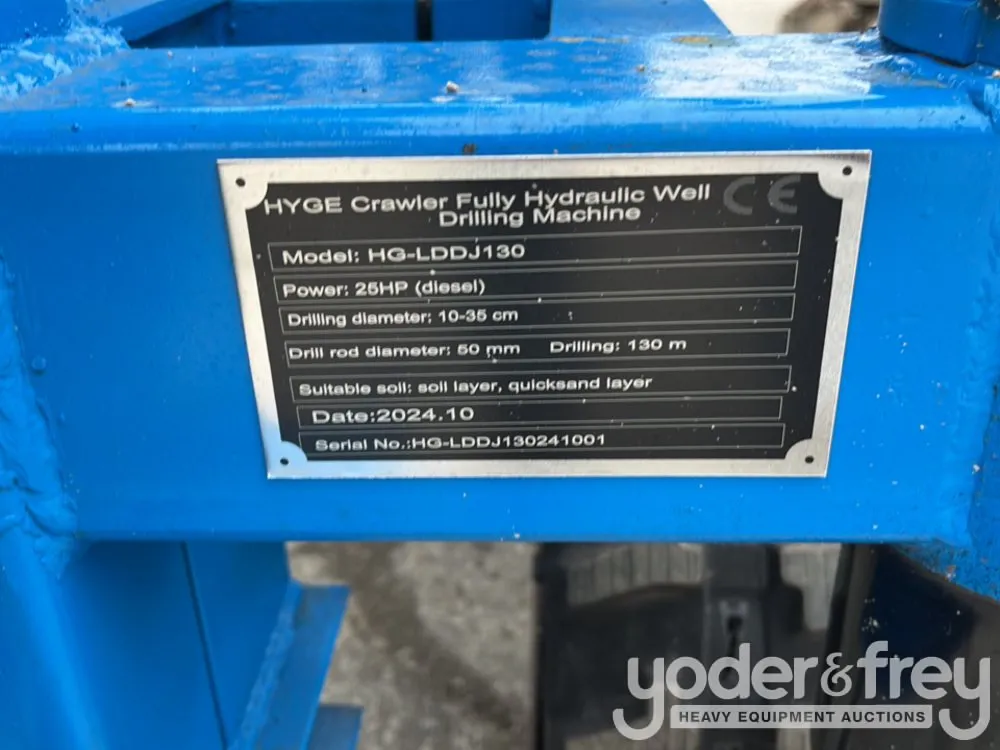 HYGE Crawler Fully Hydraulic Well CE
Drilling Machine
Model: HG-LDDJ130
Power: 25HP (diesel)
Drilling diameter: 10-35 cm
Drill rod diameter: 50 mm Drilling: 130 m
Suitable soil: soil layer, quicksand layer
Date:2024.10
Serial No.:HG-LDDJ130241001
yoder&frey
HEAVY EQUIPMENT AUCTIONS